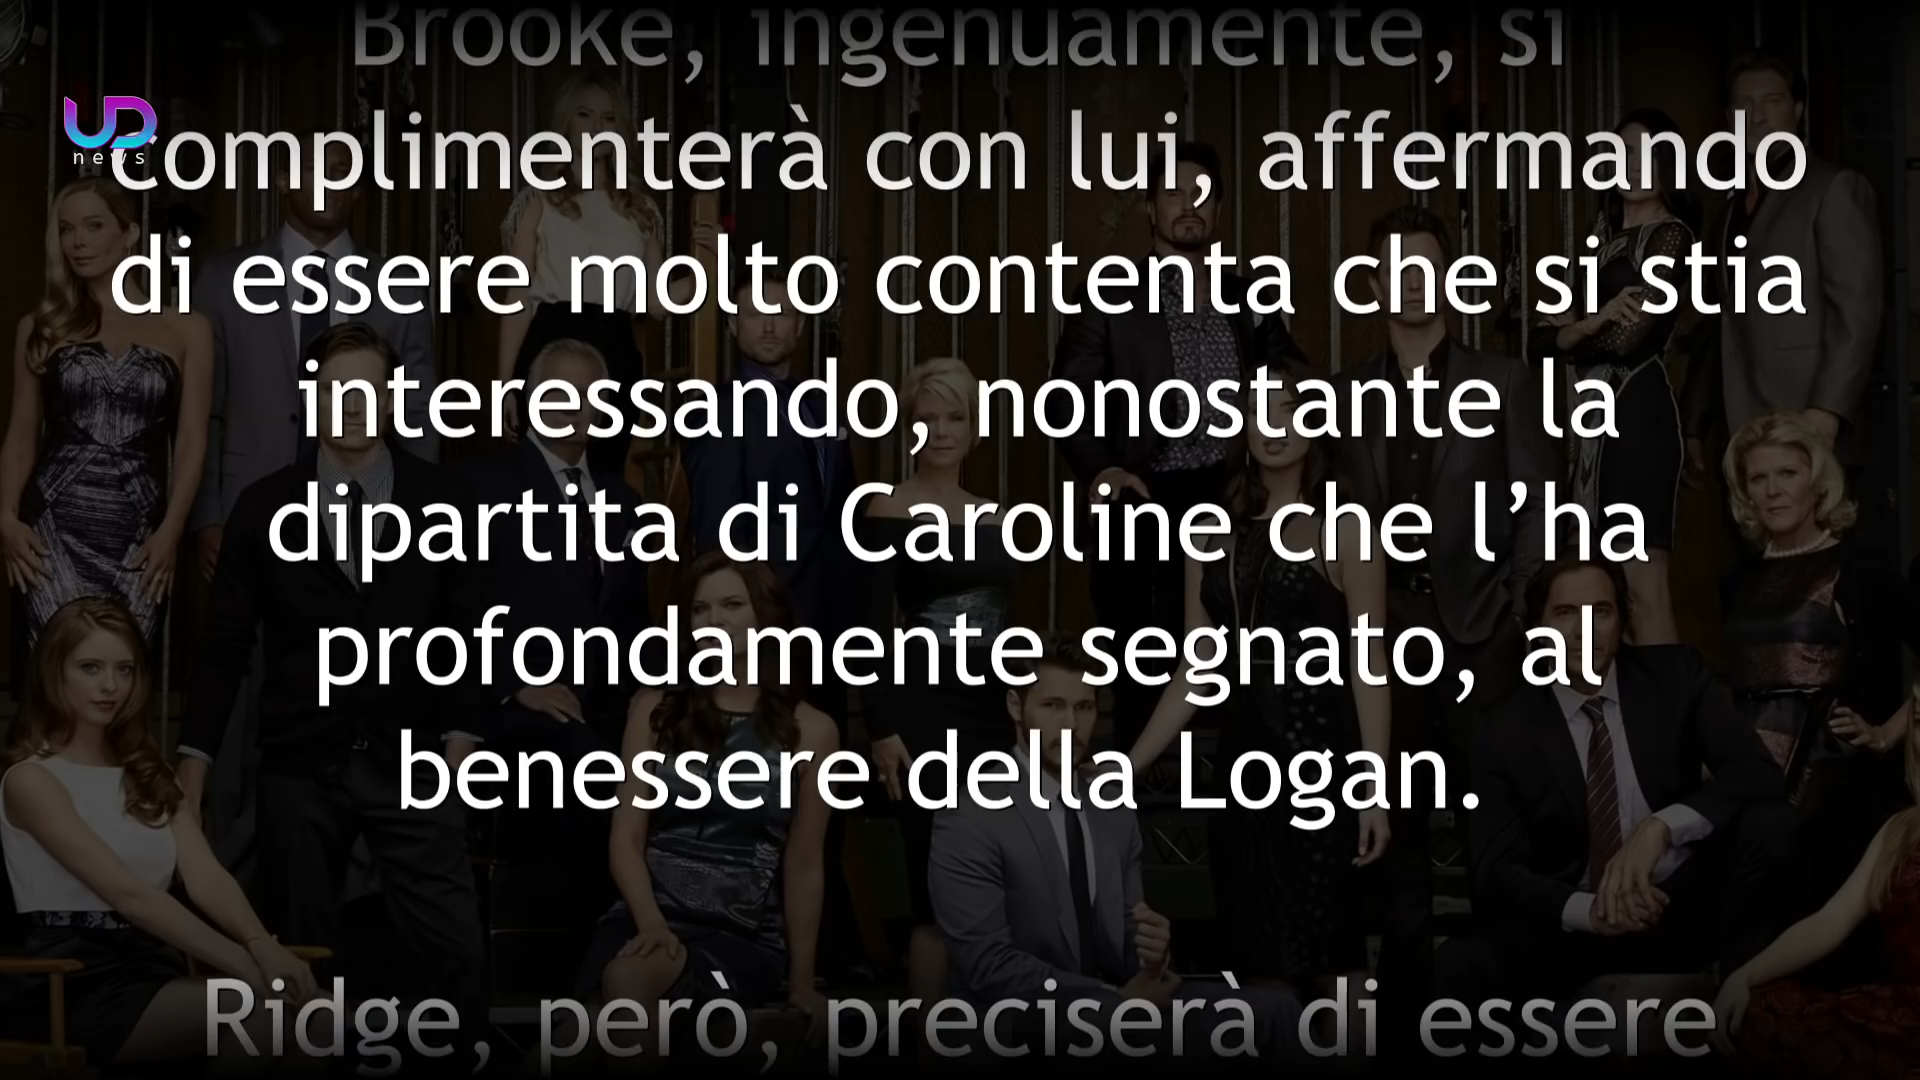 Brooke, ingenuamente, si
UD
news
complimenterà con lui, affermando
di essere molto contenta che si stia
interessando, nonostante la
dipartita di Caroline che l’ha
profondamente segnato, al
benessere della Logan.
Ridge, però, preciserà di essere